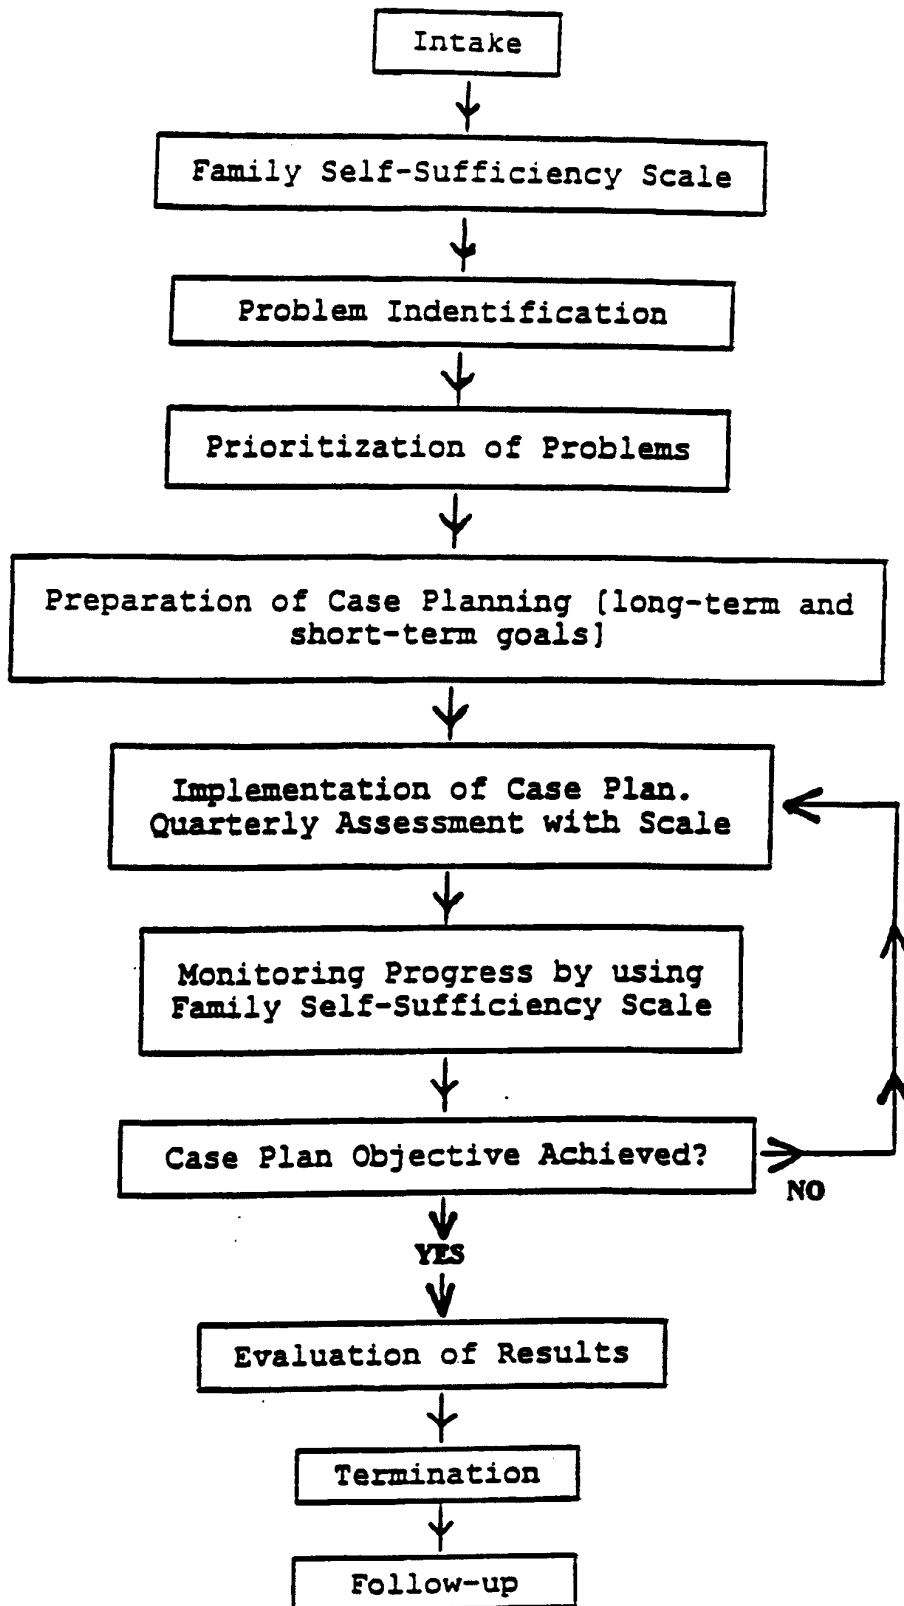 Intake
Family Self-Sufficiency Scale
Problem Indentification
Prioritization of Problems
Preparation of Case Planning [long-term and
short-term goals]
Implementation of Case Plan.
Quarterly Assessment with Scale
Monitoring Progress by using
Family Self-Sufficiency Scale
Case Plan Objective Achieved?
NO
YES
Evaluation of Results
Termination
Follow-up